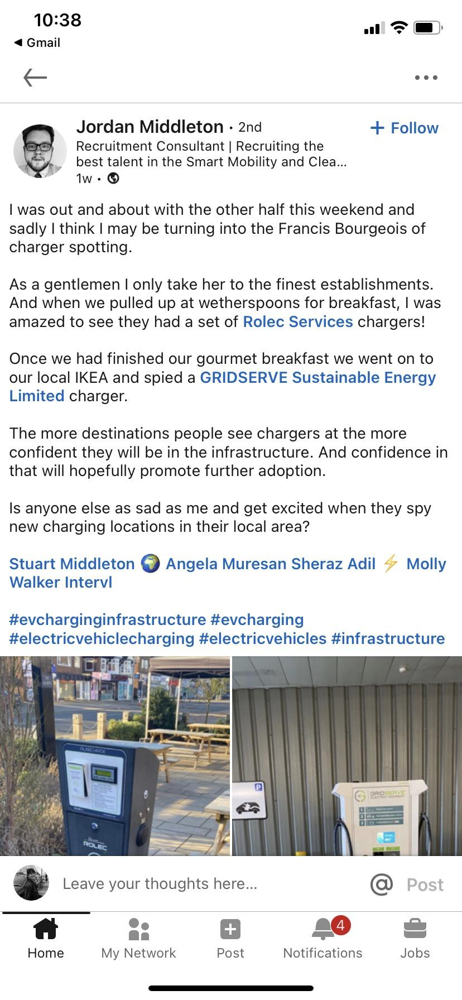 10:38
Gmail
Jordan Middleton • 2nd
+ Follow
Recruitment Consultant | Recruiting the
best talent in the Smart Mobility and Clea...
1w •
I was out and about with the other half this weekend and
sadly I think I may be turning into the Francis Bourgeois of
charger spotting.
As a gentlemen I only take her to the finest establishments.
And when we pulled up at wetherspoons for breakfast, I was
amazed to see they had a set of Rolec Services chargers!
Once we had finished our gourmet breakfast we went on to
our local IKEA and spied a GRIDSERVE Sustainable Energy
Limited charger.
The more destinations people see chargers at the more
confident they will be in the infrastructure. And confidence in
that will hopefully promote further adoption.
Is anyone else as sad as me and get excited when they spy
new charging locations in their local area?
Stuart Middleton 🌍 Angela Muresan Sheraz Adil ⚡ Molly
Walker Intervl
#evcharginginfrastructure #evcharging
#electricvehiclecharging #electricvehicles #infrastructure
ROLEC
P
GRIDSERVE
ELECTRIC HIGHWAY
1
2
3
Leave your thoughts here...
@ Post
4
Home
My Network
Post
Notifications
Jobs